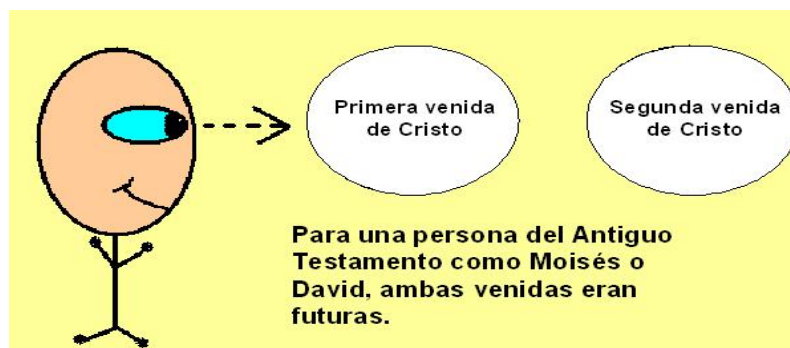 Primera venida
de Cristo
Segunda venida
de Cristo
Para una persona del Antiguo
Testamento como Moisés o
David, ambas venidas eran
futuras.